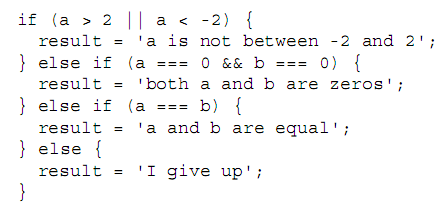 if (a > 2 || a < -2) {
  result = 'a is not between -2 and 2';
} else if (a === 0 && b === 0) {
  result = 'both a and b are zeros';
} else if (a === b) {
  result = 'a and b are equal';
} else {
  result = 'I give up';
}